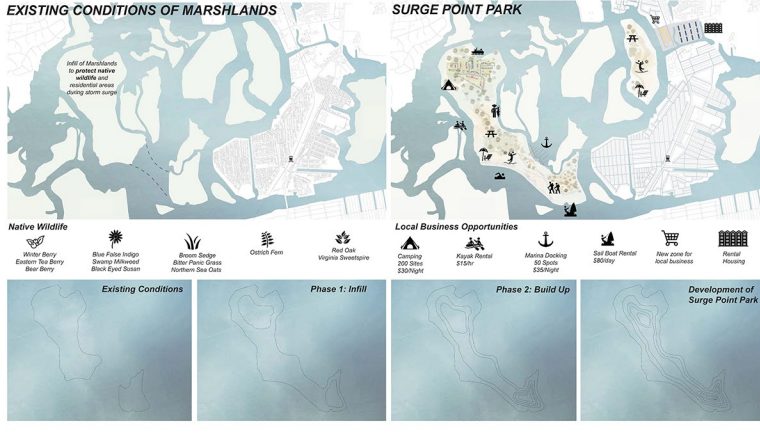 EXISTING CONDITIONS OF MARSHLANDS
Infill of Marshlands
to protect native
wildlife and
residential areas
during storm surge
SURGE POINT PARK
Native Wildlife
Winter Berry
Eastern Tea Berry
Bear Berry
Blue False Indigo
Swamp Milkweed
Black Eyed Susan
Broom Sedge
Bitter Panic Grass
Northern Sea Oats
Ostrich Fern
Red Oak
Virginia Sweetspire
Local Business Opportunities
Camping
200 Sites
$30/Night
Kayak Rental
$15/hr
Marina Docking
50 Spots
$35/Night
Sail Boat Rental
$80/day
New zone for
local business
Rental
Housing
Existing Conditions
Phase 1: Infill
Phase 2: Build Up
Development of
Surge Point Park